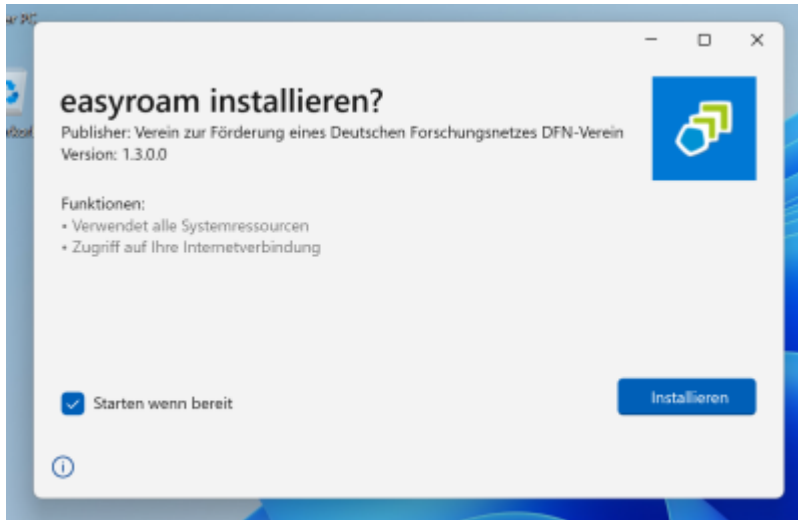 easyroam installieren?
Publisher: Verein zur Förderung eines Deutschen Forschungsnetzes DFN-Verein
Version: 1.3.0.0
Funktionen:
• Verwendet alle Systemressourcen
• Zugriff auf Ihre Internetverbindung
Starten wenn bereit
Installieren